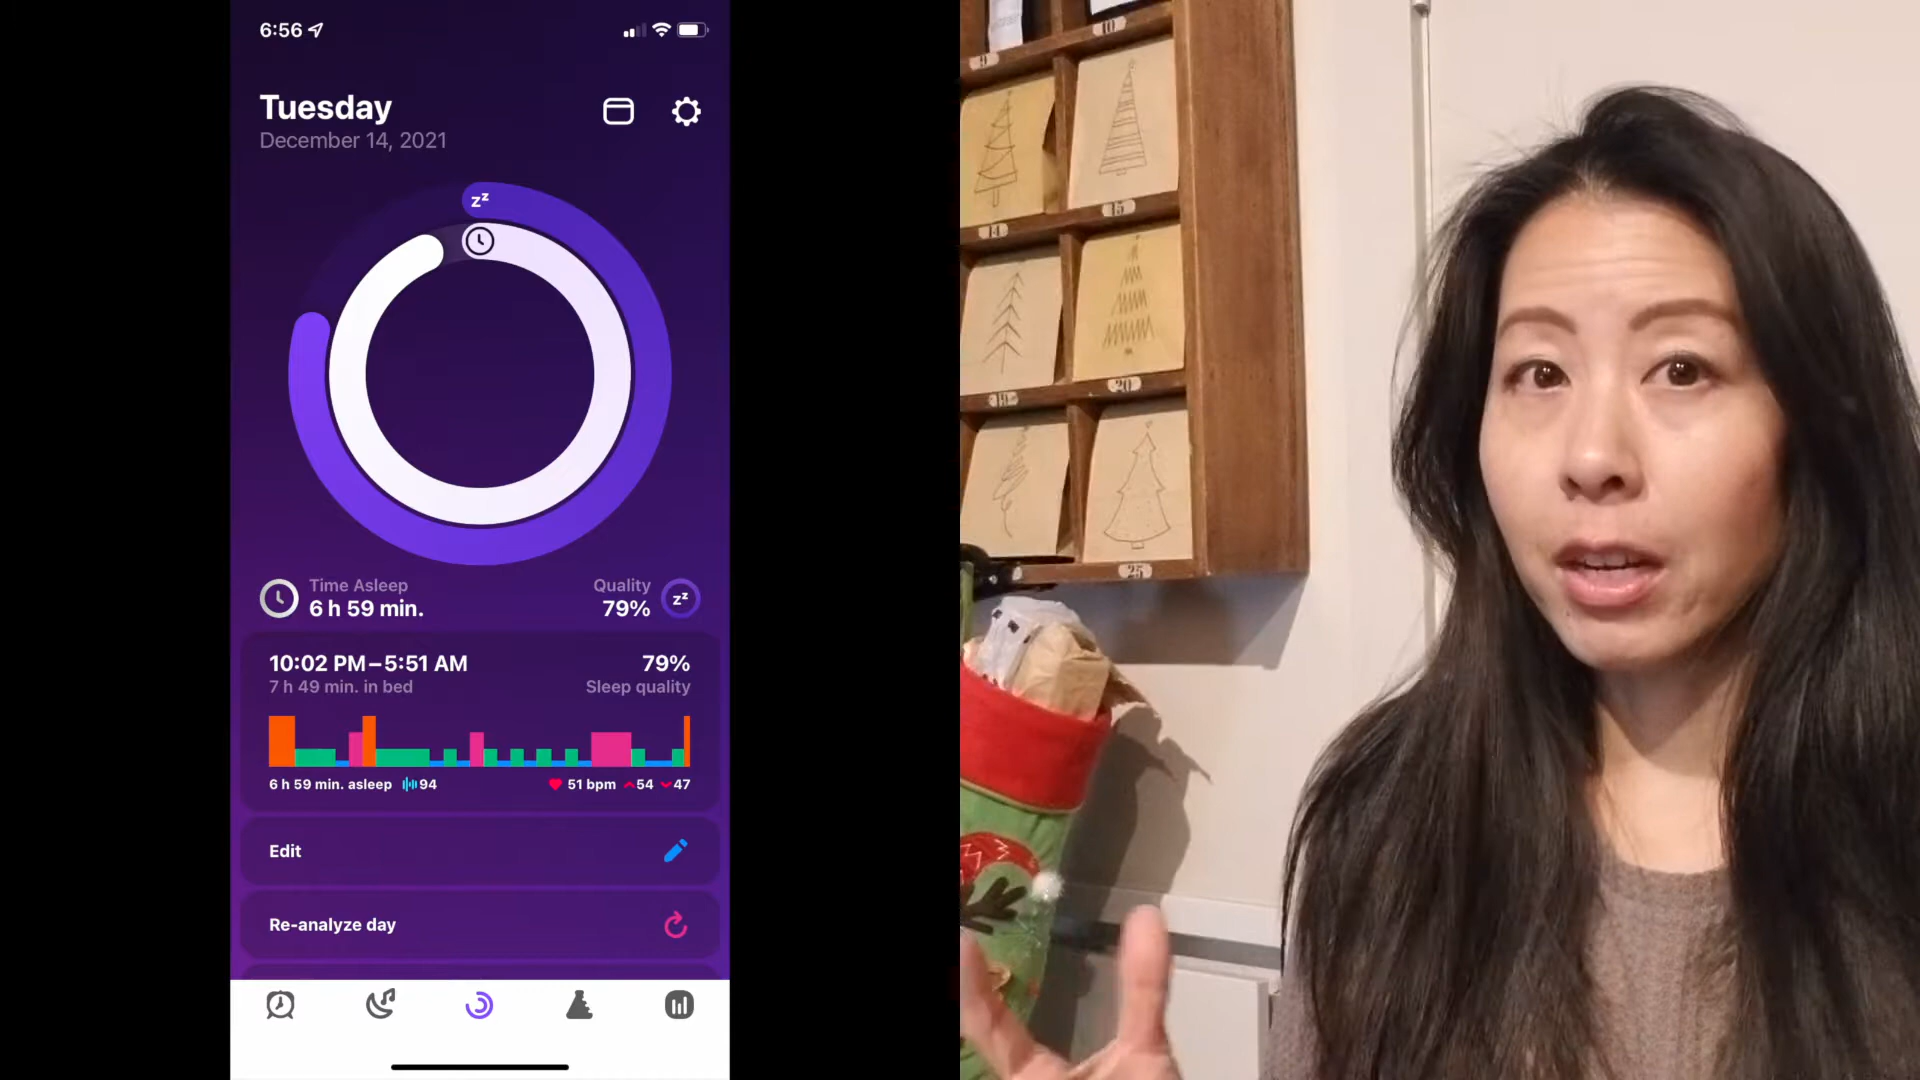 6:56
Tuesday
December 14, 2021
zz
Time Asleep
6 h 59 min.
Quality
79%
zz
10:02 PM–5:51 AM
7 h 49 min. in bed
79%
Sleep quality
6 h 59 min. asleep
94
51 bpm
54
47
Edit
Re-analyze day
9
10
14
15
19
20
25